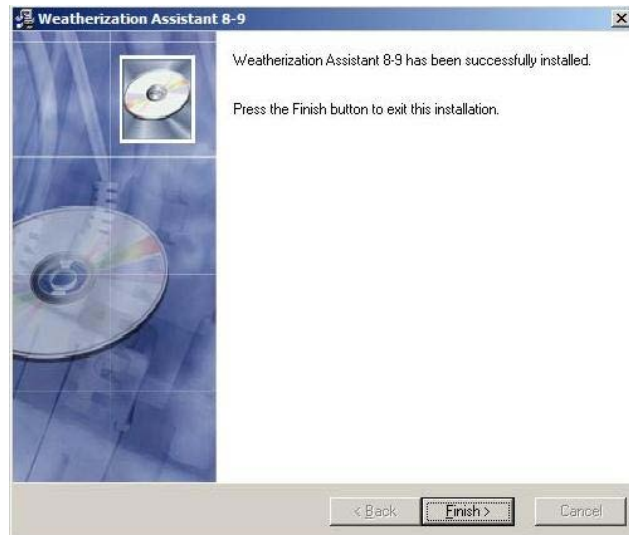 Weatherization Assistant 8-9
Weatherization Assistant 8-9 has been successfully installed.
Press the Finish button to exit this installation.
< Back Finish > Cancel